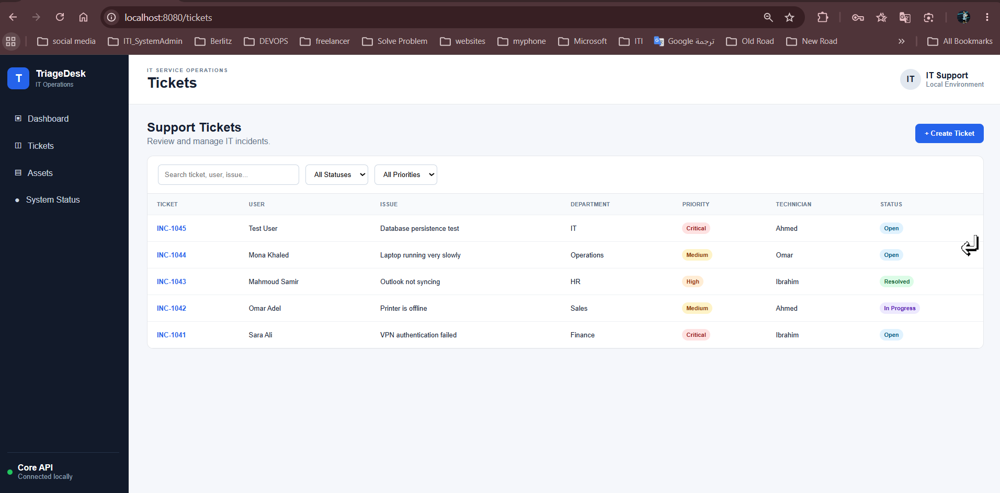 localhost:8080/tickets
social media ITI_SystemAdmin Berlitz DEVOPS freelancer Solve Problem websites myphone Microsoft ITI Google ترجمة Old Road New Road » All Bookmarks
T
TriageDesk
IT Operations
Dashboard
Tickets
Assets
System Status
Core API
Connected locally
IT SERVICE OPERATIONS
Tickets
IT
IT Support
Local Environment
Support Tickets
Review and manage IT incidents.
+ Create Ticket
Search ticket, user, issue... All Statuses All Priorities
TICKET USER ISSUE DEPARTMENT PRIORITY TECHNICIAN STATUS
INC-1045 Test User Database persistence test IT Critical Ahmed Open
INC-1044 Mona Khaled Laptop running very slowly Operations Medium Omar Open
INC-1043 Mahmoud Samir Outlook not syncing HR High Ibrahim Resolved
INC-1042 Omar Adel Printer is offline Sales Medium Ahmed In Progress
INC-1041 Sara Ali VPN authentication failed Finance Critical Ibrahim Open